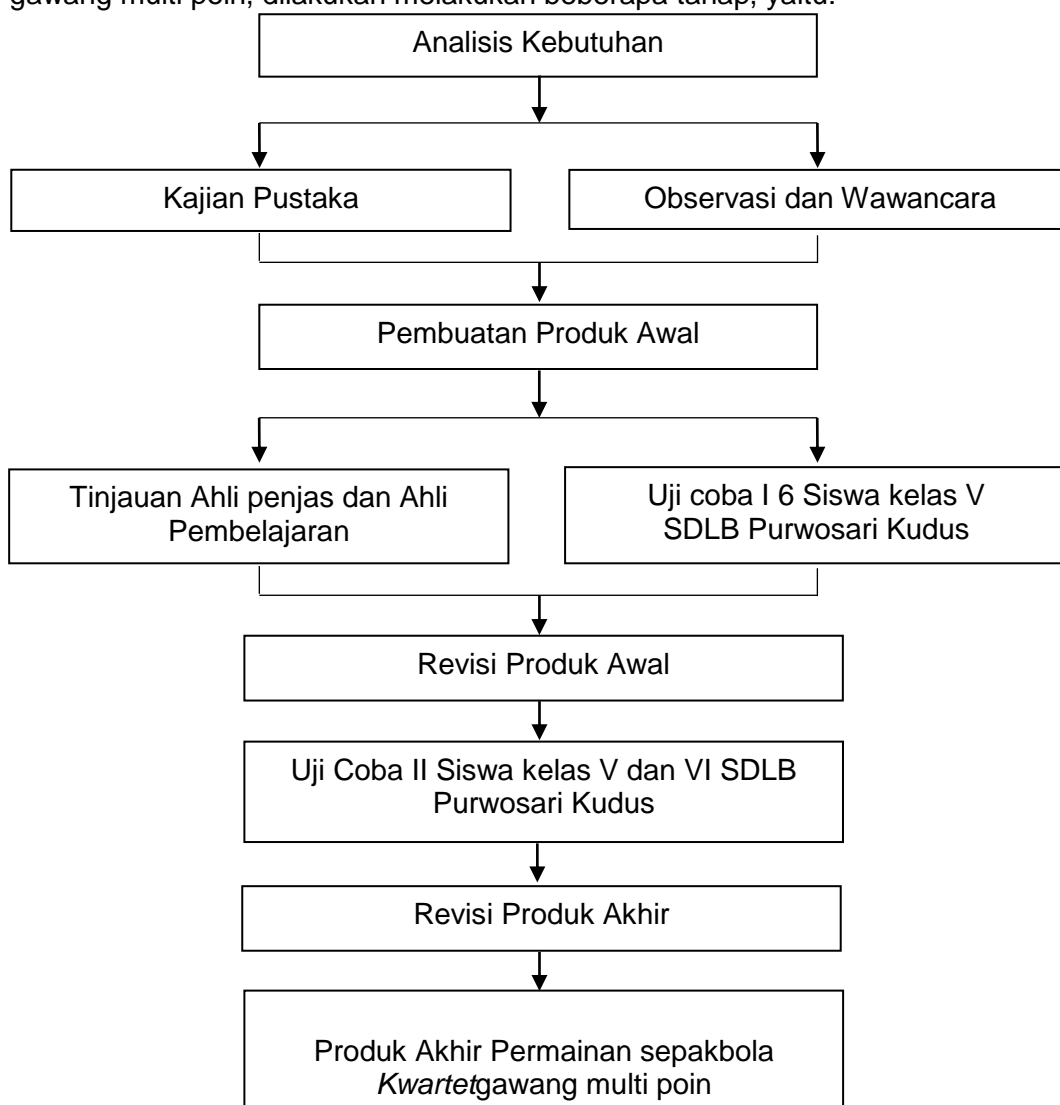 gawang multi poin, dilakukan melakukan beberapa tahap, yaitu:
Analisis Kebutuhan
Kajian Pustaka
Observasi dan Wawancara
Pembuatan Produk Awal
Tinjauan Ahli penjas dan Ahli
Pembelajaran
Uji coba I 6 Siswa kelas V
SDLB Purwosari Kudus
Revisi Produk Awal
Uji Coba II Siswa kelas V dan VI SDLB
Purwosari Kudus
Revisi Produk Akhir
Produk Akhir Permainan sepakbola
Kwartetgawang multi poin